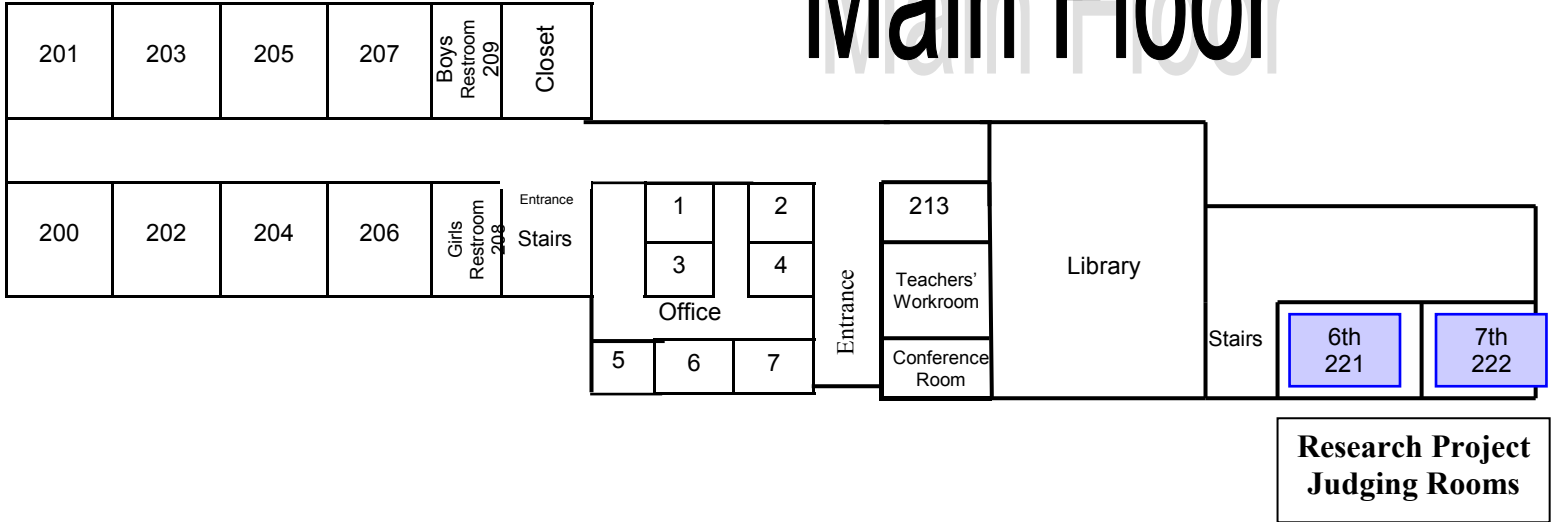 Main Floor
201
203
205
207
Boys
Restroom
209
Closet
200
202
204
206
Girls
Restroom
208
Entrance
Stairs
1
2
3
4
Office
5
6
7
Entrance
213
Teachers’
Workroom
Conference
Room
Library
Stairs
6th
221
7th
222
Research Project
Judging Rooms